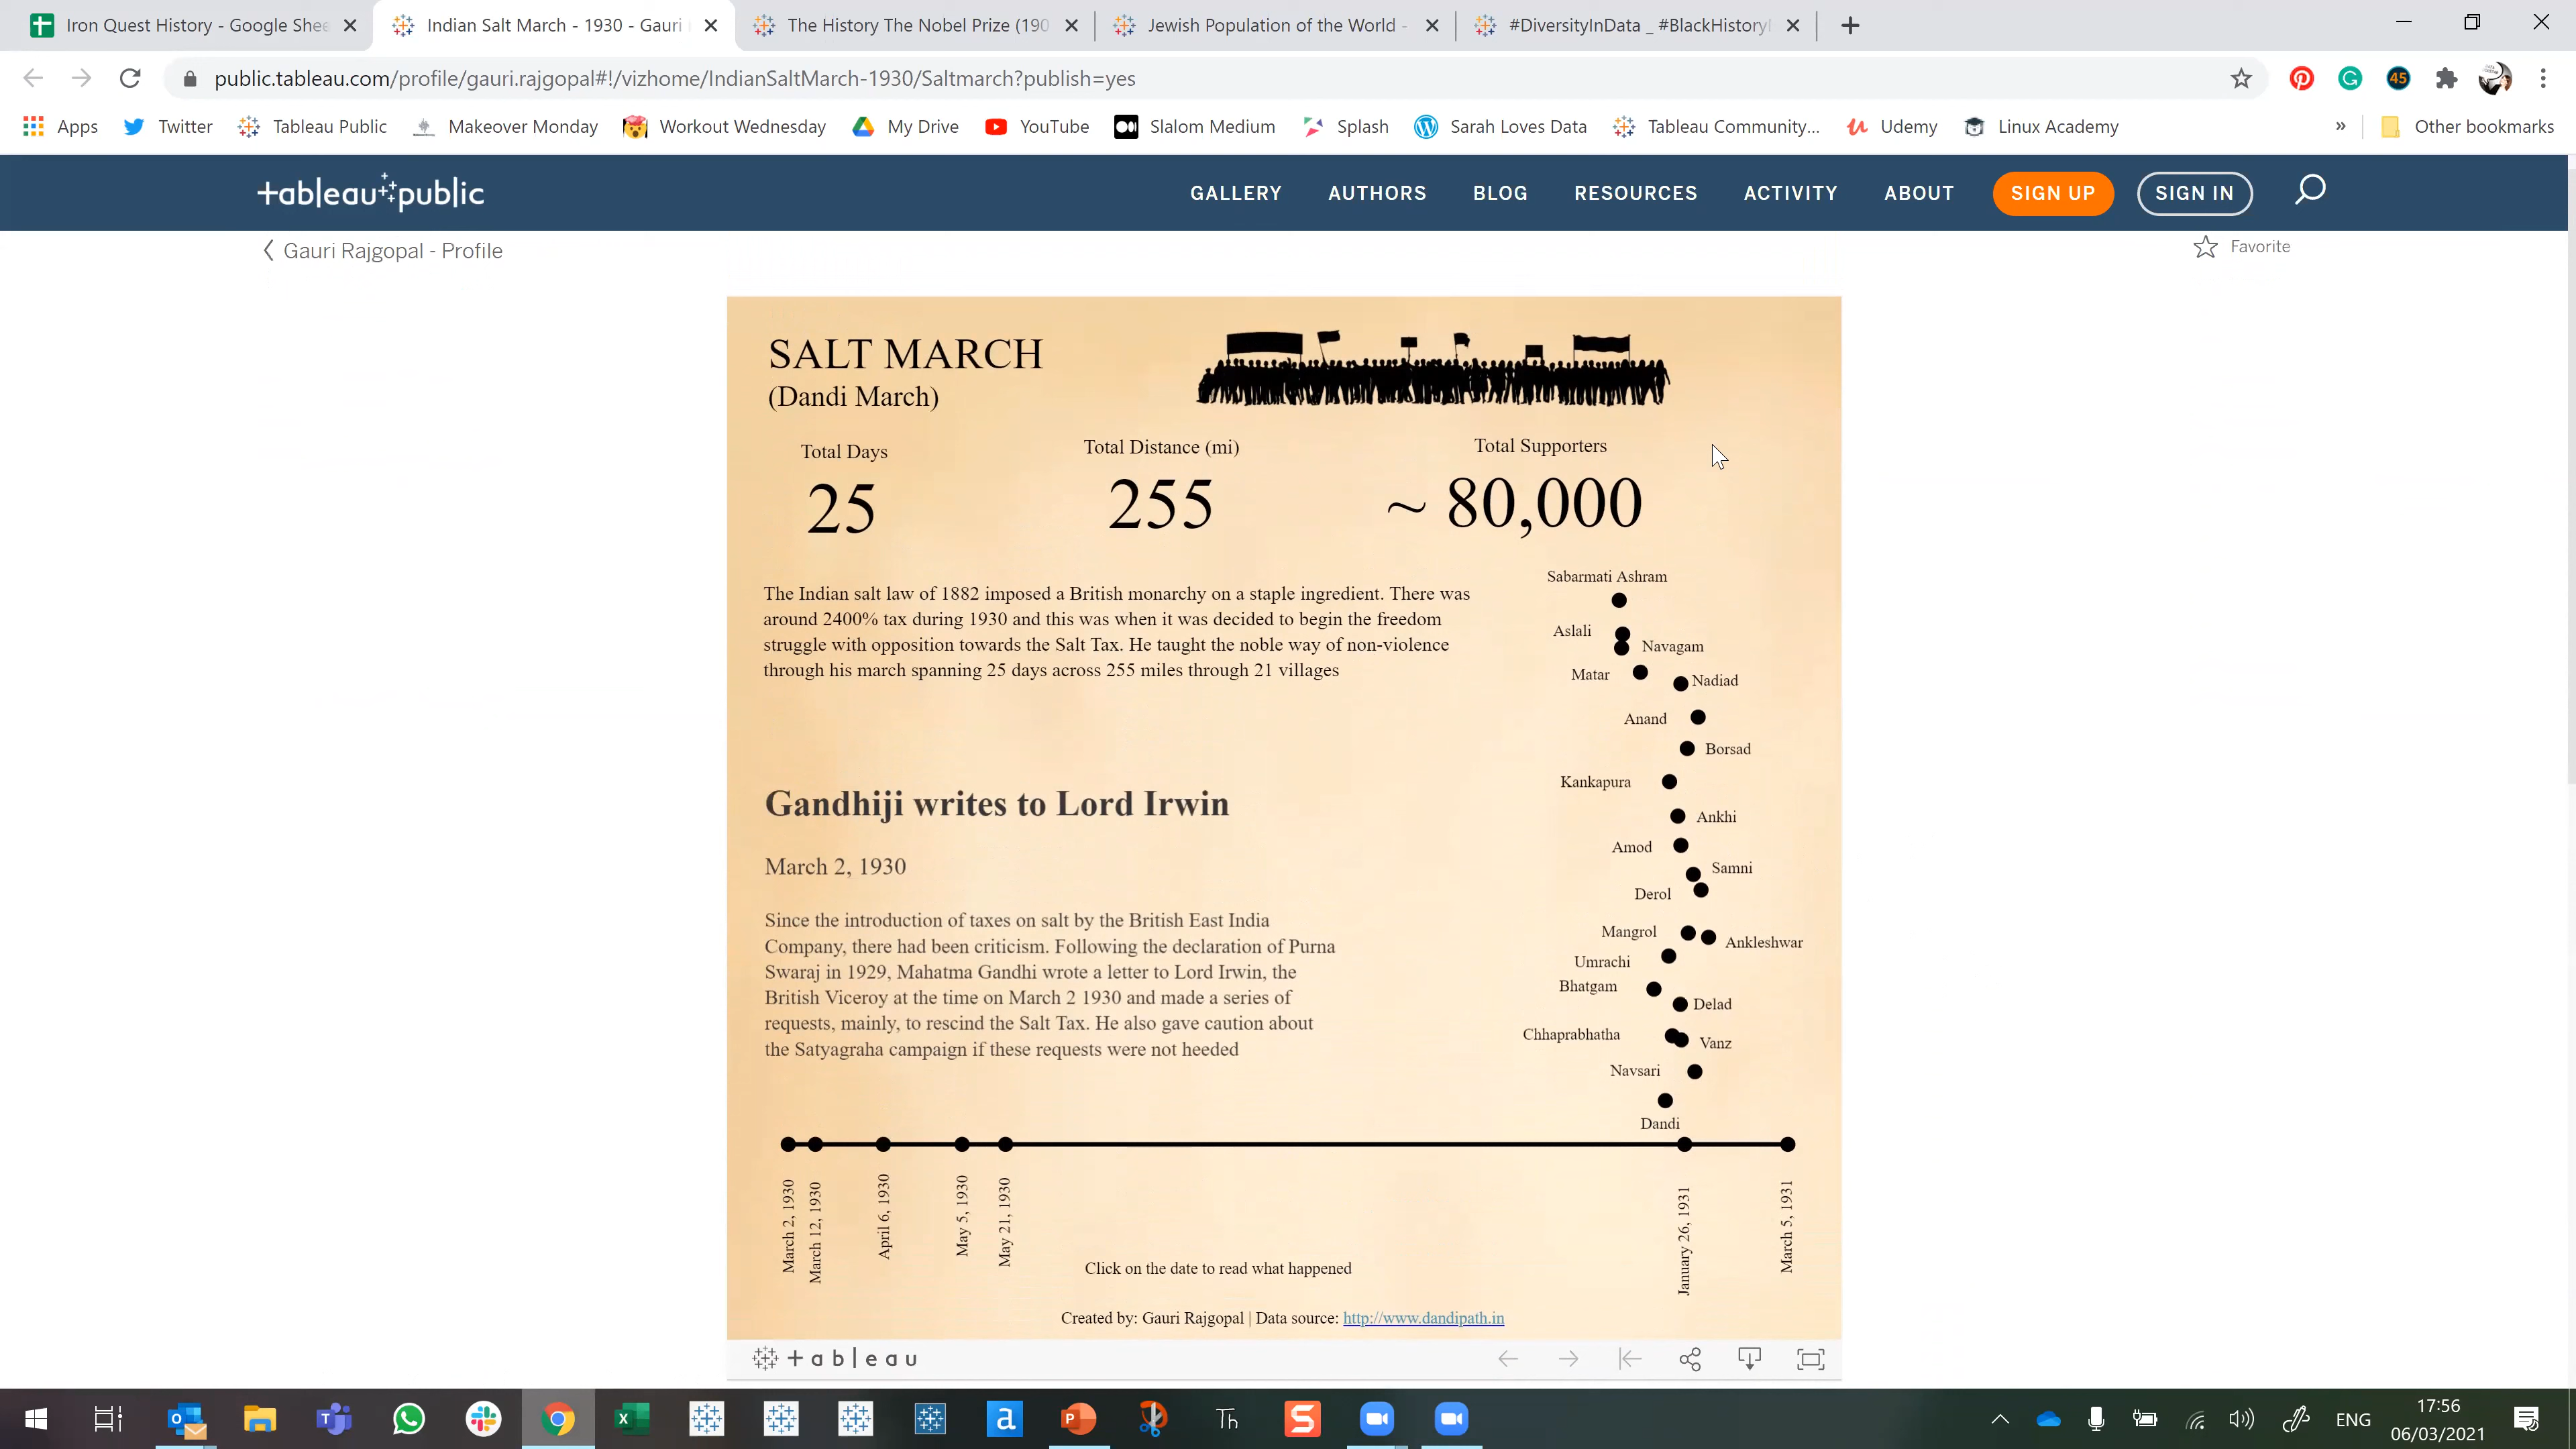 Iron Quest History - Google Shee
Indian Salt March - 1930 - Gauri
The History The Nobel Prize (190
Jewish Population of the World -
#DiversityInData _ #BlackHistory
public.tableau.com/profile/gauri.rajgopal#!/vizhome/IndianSaltMarch-1930/Saltmarch?publish=yes
45
Apps
Twitter
Tableau Public
Makeover Monday
Workout Wednesday
My Drive
YouTube
Slalom Medium
Splash
Sarah Loves Data
Tableau Community...
Udemy
Linux Academy
»
Other bookmarks
+ableau public
GALLERY
AUTHORS
BLOG
RESOURCES
ACTIVITY
ABOUT
SIGN UP
SIGN IN
Gauri Rajgopal - Profile
Favorite
SALT MARCH
(Dandi March)
Total Days
25
Total Distance (mi)
255
Total Supporters
~ 80,000
The Indian salt law of 1882 imposed a British monarchy on a staple ingredient. There was
around 2400% tax during 1930 and this was when it was decided to begin the freedom
struggle with opposition towards the Salt Tax. He taught the noble way of non-violence
through his march spanning 25 days across 255 miles through 21 villages
Sabarmati Ashram
Aslali
Navagam
Matar
Nadiad
Anand
Borsad
Kankapura
Ankhi
Amod
Samni
Derol
Mangrol
Ankleshwar
Umrachi
Bhatgam
Delad
Chhaprabhatha
Vanz
Navsari
Dandi
Gandhiji writes to Lord Irwin
March 2, 1930
Since the introduction of taxes on salt by the British East India
Company, there had been criticism. Following the declaration of Purna
Swaraj in 1929, Mahatma Gandhi wrote a letter to Lord Irwin, the
British Viceroy at the time on March 2 1930 and made a series of
requests, mainly, to rescind the Salt Tax. He also gave caution about
the Satyagraha campaign if these requests were not heeded
March 2, 1930
March 12, 1930
April 6, 1930
May 5, 1930
May 21, 1930
January 26, 1931
March 5, 1931
Click on the date to read what happened
Created by: Gauri Rajgopal | Data source: http://www.dandipath.in
+ableau
Th
ENG
17:56
06/03/2021